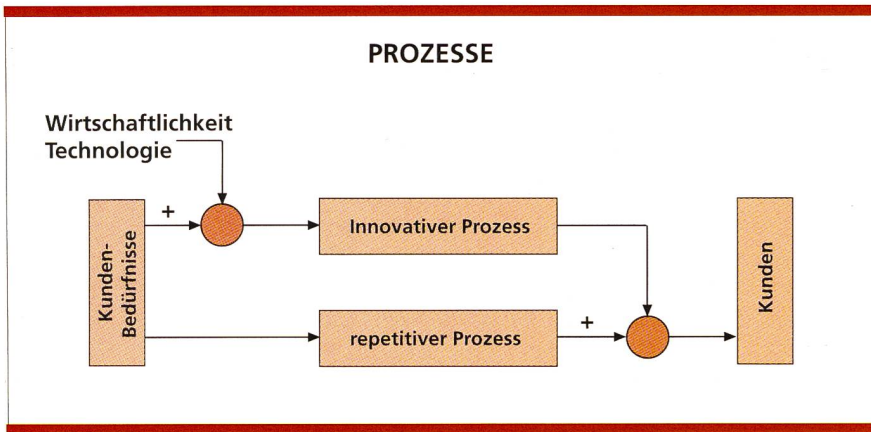 PROZESSE
Wirtschaftlichkeit
Technologie
+
Kunden-
Bedürfnisse
Innovativer Prozess
repetitiver Prozess
+
Kunden